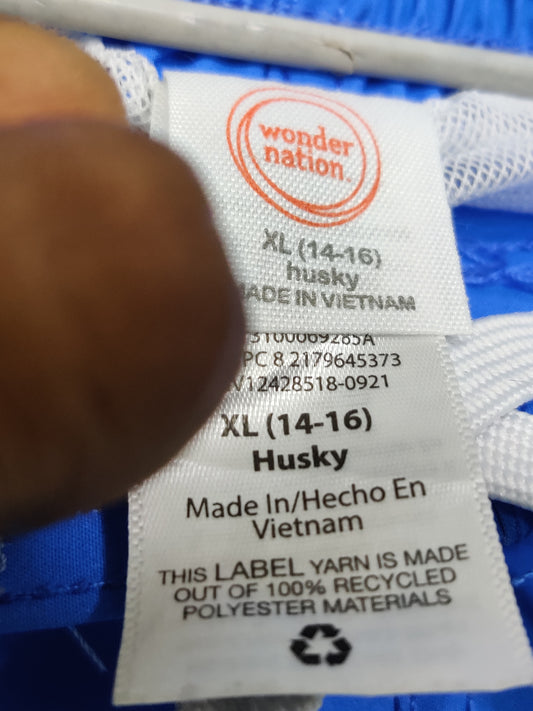 wonder
nation.
XL (14-16)
husky
MADE IN VIETNAM
3100069285A
PC 8 2179645373
12428518-0921
XL (14-16)
Husky
Made In/Hecho En
Vietnam
THIS LABEL YARN IS MADE
OUT OF 100% RECYCLED
POLYESTER MATERIALS